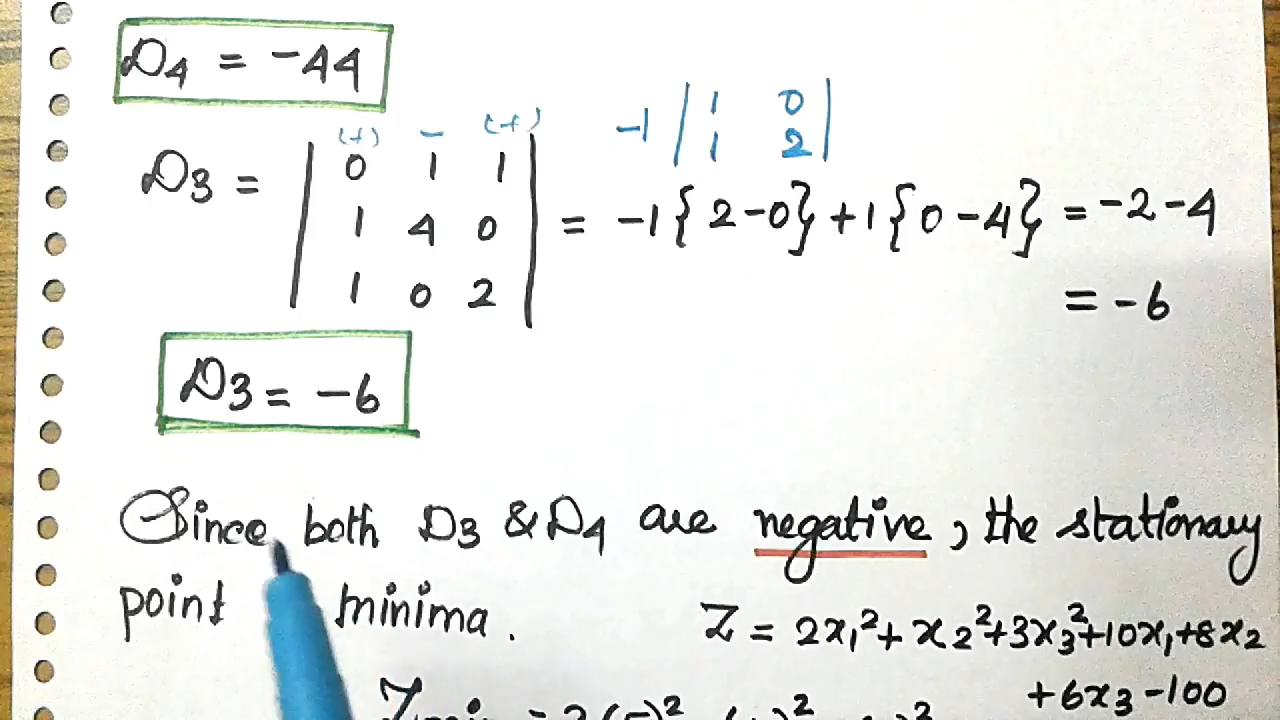 D4 = -44
(+) - (+)
-1 | 1 0 |
| 1 2 |
D3 = | 0 1 1 |
| 1 4 0 | = -1{2-0}+1{0-4} = -2-4
| 1 0 2 |
= -6
D3 = -6
Since both D3 & D4 are negative, the stationary
point minima.
Z = 2x₁²+x₂²+3x₃²+10x₁+8x₂
+6x₃-100